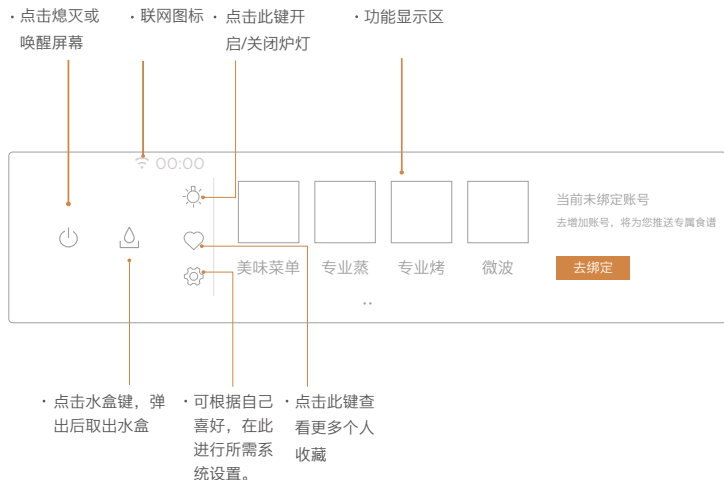 ·点击熄灭或
唤醒屏幕
·联网图标
·点击此键开
启/关闭炉灯
·功能显示区
00:00
美味菜单
专业蒸
专业烤
微波
当前未绑定账号
去增加账号，将为您推送专属食谱
去绑定
·点击水盒键，弹
出后取出水盒
·可根据自己
喜好，在此
进行所需系
统设置。
·点击此键查
看更多个人
收藏